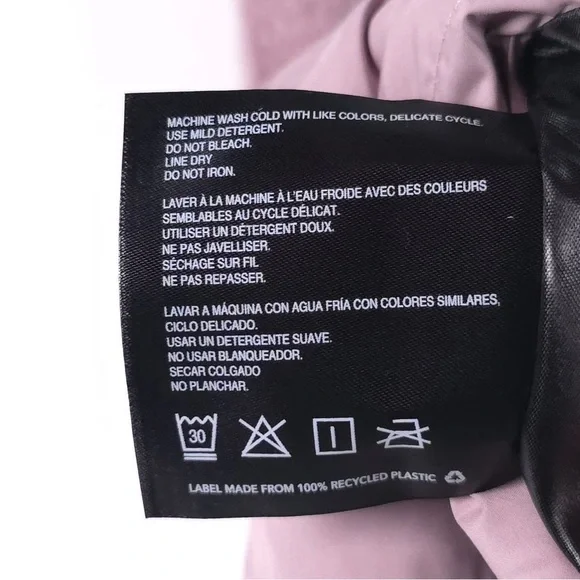 MACHINE WASH COLD WITH LIKE COLORS, DELICATE CYCLE.
USE MILD DETERGENT.
DO NOT BLEACH.
LINE DRY
DO NOT IRON.
LAVER À LA MACHINE À L'EAU FROIDE AVEC DES COULEURS
SEMBLABLES AU CYCLE DÉLICAT.
UTILISER UN DÉTERGENT DOUX.
NE PAS JAVELLISER.
SÉCHAGE SUR FIL
NE PAS REPASSER.
LAVAR A MÁQUINA CON AGUA FRÍA CON COLORES SIMILARES,
CICLO DELICADO.
USAR UN DETERGENTE SUAVE.
NO USAR BLANQUEADOR.
SECAR COLGADO
NO PLANCHAR.
30
LABEL MADE FROM 100% RECYCLED PLASTIC